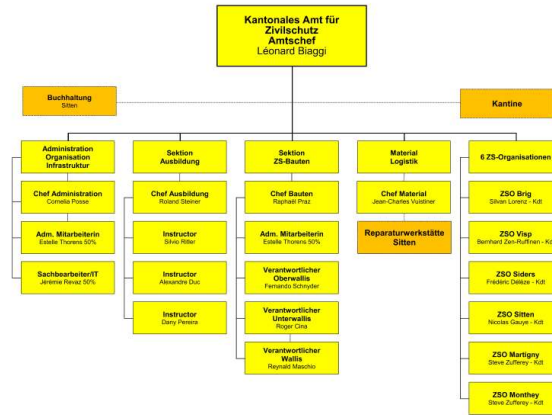 Kantonales Amt für
Zivilschutz
Amtschef
Léonard Biaggi
Buchhaltung
Sitten
Kantine
Administration
Organisation
Infrastruktur
Chef Administration
Cornelia Posse
Adm. Mitarbeiterin
Estelle Thorens 50%
Sachbearbeiter/IT
Jérémie Revaz 50%
Sektion
Ausbildung
Chef Ausbildung
Roland Steiner
Instructor
Silvio Ritler
Instructor
Alexandre Duc
Instructor
Dany Pereira
Sektion
ZS-Bauten
Chef Bauten
Raphaël Praz
Adm. Mitarbeiterin
Estelle Thorens 50%
Verantwortlicher
Oberwallis
Fernando Schnyder
Verantwortlicher
Unterwallis
Roger Cina
Verantwortlicher
Wallis
Reynald Maschio
Material
Logistik
Chef Material
Jean-Charles Vuistiner
Reparaturwerkstätte
Sitten
6 ZS-Organisationen
ZSO Brig
Silvan Lorenz - Kdt
ZSO Visp
Bernhard Zen-Ruffinen - Kdt
ZSO Siders
Frédéric Délèze - Kdt
ZSO Sitten
Nicolas Gauye - Kdt
ZSO Martigny
Steve Zufferey - Kdt
ZSO Monthey
Steve Zufferey - Kdt